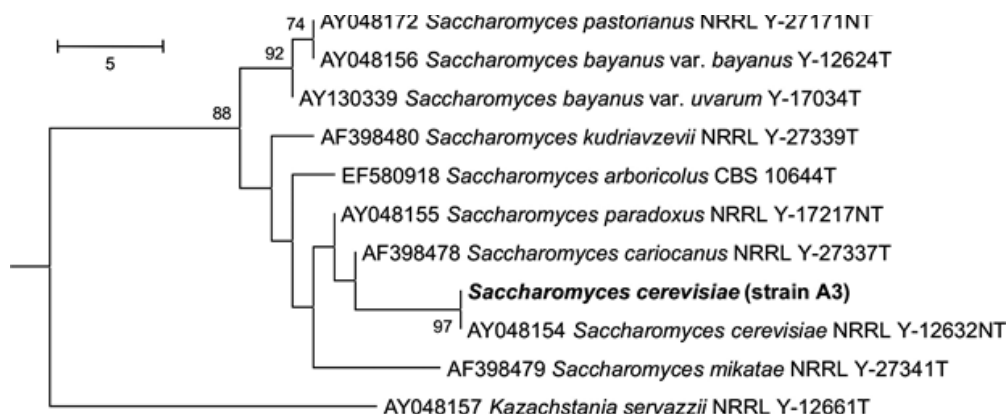 74 AY048172 Saccharomyces pastorianus NRRL Y-27171NT
5
92 AY048156 Saccharomyces bayanus var. bayanus Y-12624T
AY130339 Saccharomyces bayanus var. uvarum Y-17034T
88
AF398480 Saccharomyces kudriavzevii NRRL Y-27339T
EF580918 Saccharomyces arboricolus CBS 10644T
AY048155 Saccharomyces paradoxus NRRL Y-17217NT
AF398478 Saccharomyces cariocanus NRRL Y-27337T
Saccharomyces cerevisiae (strain A3)
97 AY048154 Saccharomyces cerevisiae NRRL Y-12632NT
AF398479 Saccharomyces mikatae NRRL Y-27341T
AY048157 Kazachstania servazzii NRRL Y-12661T